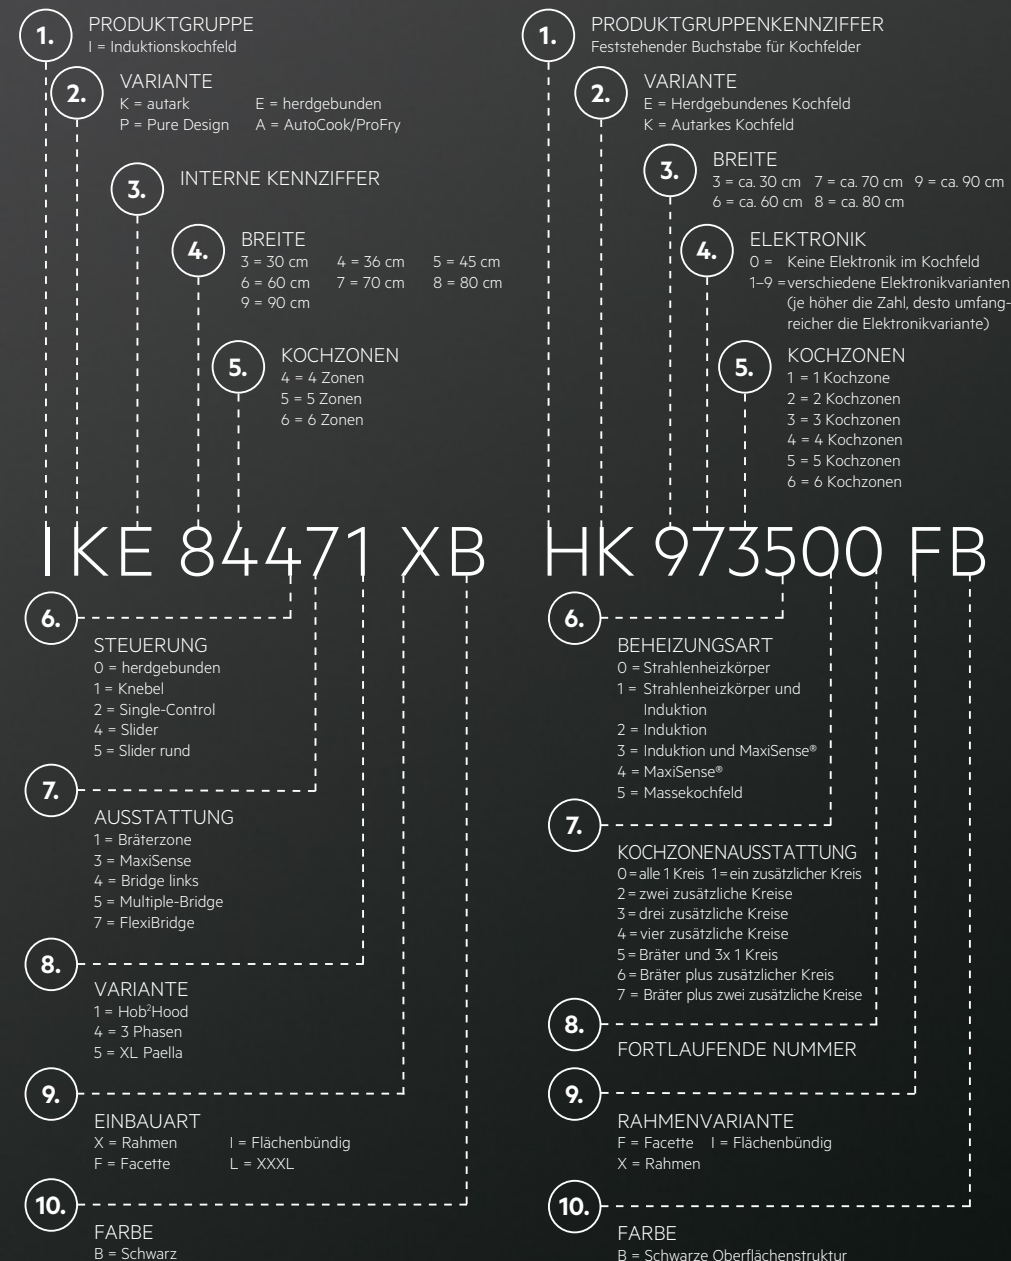 1.
PRODUKTGRUPPE
I = Induktionskochfeld
2.
VARIANTE
K = autark E = herdgebunden
P = Pure Design A = AutoCook/ProFry
3.
INTERNE KENNZIFFER
4.
BREITE
3 = 30 cm 4 = 36 cm 5 = 45 cm
6 = 60 cm 7 = 70 cm 8 = 80 cm
9 = 90 cm
5.
KOCHZONEN
4 = 4 Zonen
5 = 5 Zonen
6 = 6 Zonen
IKE 84471 XB
6.
STEUERUNG
0 = herdgebunden
1 = Knebel
2 = Single-Control
4 = Slider
5 = Slider rund
7.
AUSSTATTUNG
1 = Bräterzone
3 = MaxiSense
4 = Bridge links
5 = Multiple-Bridge
7 = FlexiBridge
8.
VARIANTE
1 = Hob²Hood
4 = 3 Phasen
5 = XL Paella
9.
EINBAUART
X = Rahmen I = Flächenbündig
F = Facette L = XXXL
10.
FARBE
B = Schwarz
1.
PRODUKTGRUPPENKENNZIFFER
Feststehender Buchstabe für Kochfelder
2.
VARIANTE
E = Herdgebundenes Kochfeld
K = Autarkes Kochfeld
3.
BREITE
3 = ca. 30 cm 7 = ca. 70 cm 9 = ca. 90 cm
6 = ca. 60 cm 8 = ca. 80 cm
4.
ELEKTRONIK
0 = Keine Elektronik im Kochfeld
1–9 = verschiedene Elektronikvarianten
(je höher die Zahl, desto umfang-
reicher die Elektronikvariante)
5.
KOCHZONEN
1 = 1 Kochzone
2 = 2 Kochzonen
3 = 3 Kochzonen
4 = 4 Kochzonen
5 = 5 Kochzonen
6 = 6 Kochzonen
HK 973500 FB
6.
BEHEIZUNGSART
0 = Strahlenheizkörper
1 = Strahlenheizkörper und
Induktion
2 = Induktion
3 = Induktion und MaxiSense®
4 = MaxiSense®
5 = Massekochfeld
7.
KOCHZONENAUSSTATTUNG
0 = alle 1 Kreis 1 = ein zusätzlicher Kreis
2 = zwei zusätzliche Kreise
3 = drei zusätzliche Kreise
4 = vier zusätzliche Kreise
5 = Bräter und 3x 1 Kreis
6 = Bräter plus zusätzlicher Kreis
7 = Bräter plus zwei zusätzliche Kreise
8.
FORTLAUFENDE NUMMER
9.
RAHMENVARIANTE
F = Facette I = Flächenbündig
X = Rahmen
10.
FARBE
B = Schwarze Oberflächenstruktur